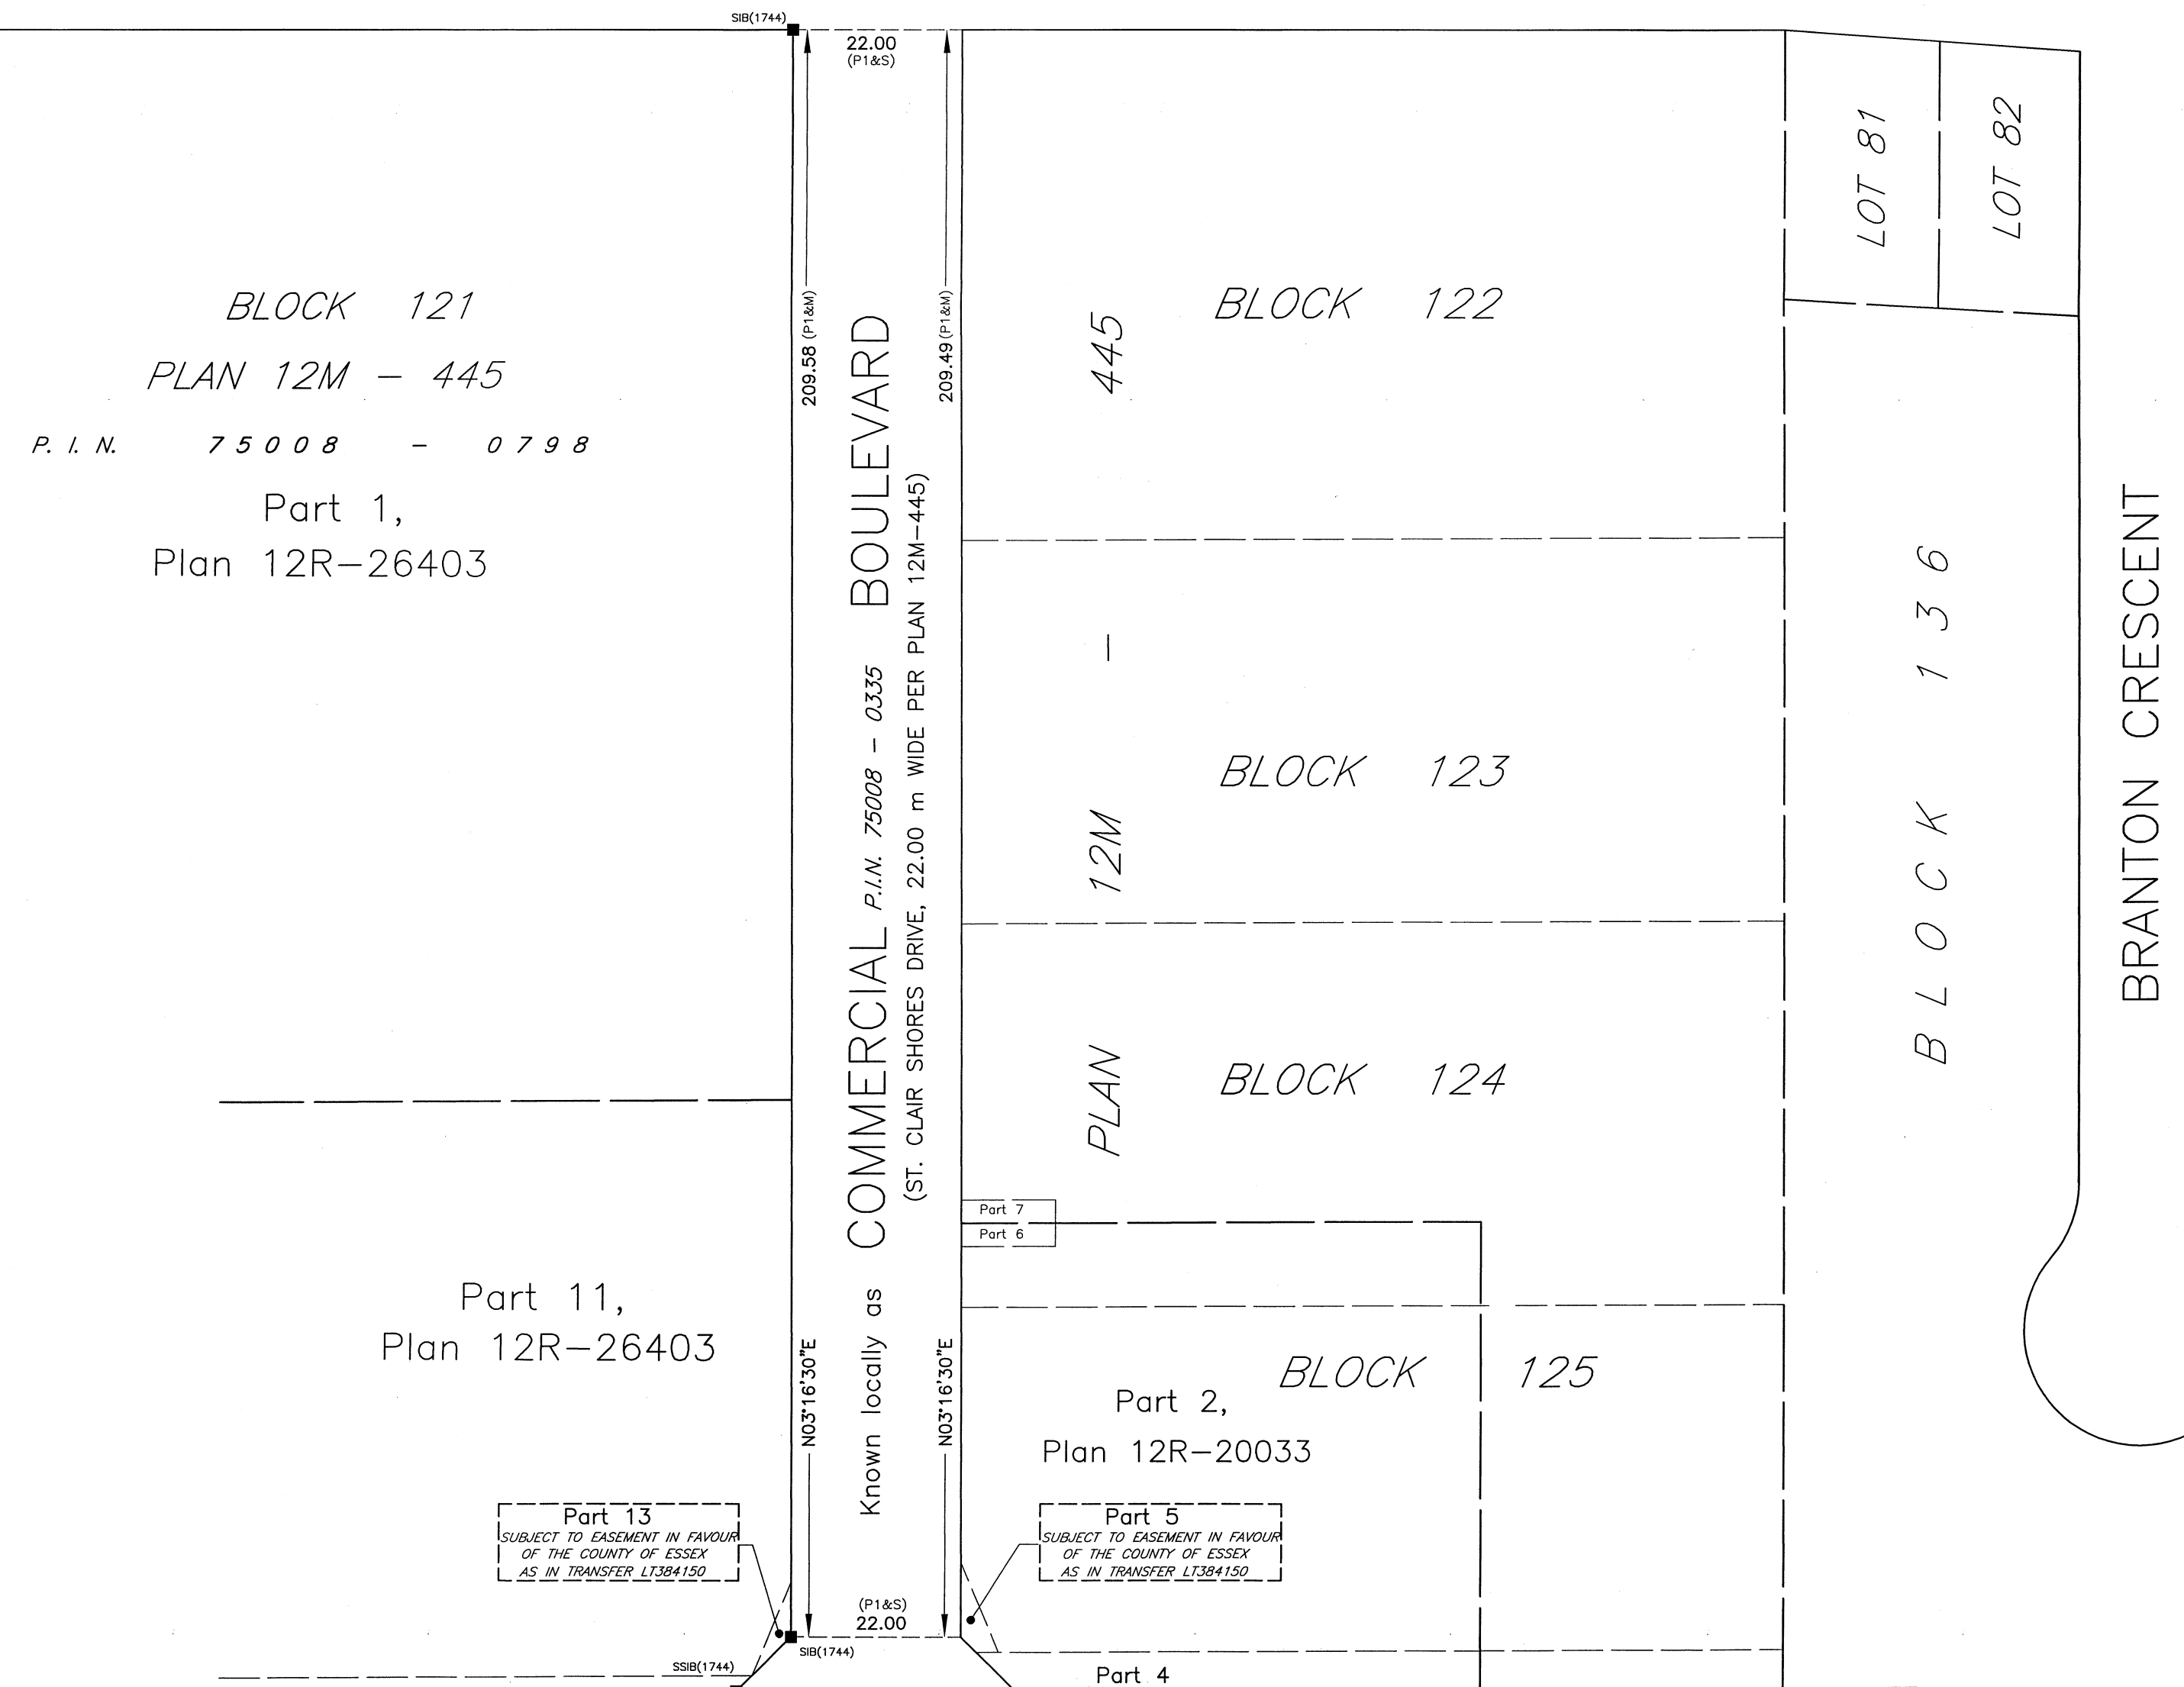 SIB(1744)
22.00
(P1&S)
209.58 (P1&M)
209.49 (P1&M)
BLOCK 121
PLAN 12M - 445
P. I. N. 75008 - 0798
Part 1,
Plan 12R-26403
COMMERCIAL P.I.N. 75008 - 0335 BOULEVARD
(ST. CLAIR SHORES DRIVE, 22.00 m WIDE PER PLAN 12M-445)
Known locally as
N03°16'30"E
N03°16'30"E
BLOCK 122
BLOCK 123
BLOCK 124
PLAN 12M - 445
LOT 81
LOT 82
BLOCK 136
BRANTON CRESCENT
Part 7
Part 6
Part 11,
Plan 12R-26403
BLOCK 125
Part 2,
Plan 12R-20033
Part 13
SUBJECT TO EASEMENT IN FAVOUR
OF THE COUNTY OF ESSEX
AS IN TRANSFER LT384150
Part 5
SUBJECT TO EASEMENT IN FAVOUR
OF THE COUNTY OF ESSEX
AS IN TRANSFER LT384150
(P1&S)
22.00
SIB(1744)
SSIB(1744)
Part 4